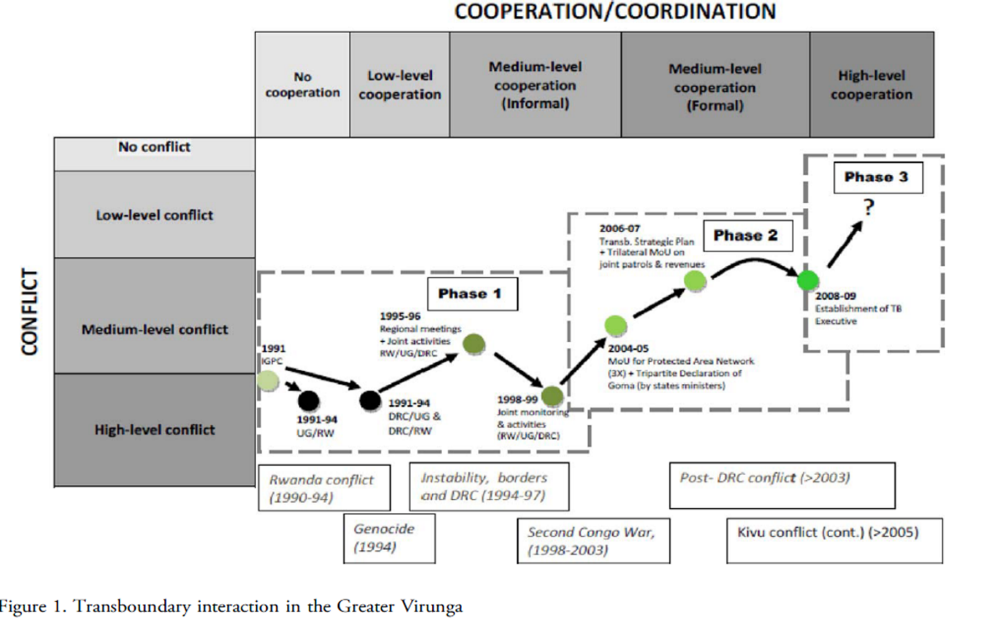 COOPERATION/COORDINATION
No
cooperation
Low-level
cooperation
Medium-level
cooperation
(Informal)
Medium-level
cooperation
(Formal)
High-level
cooperation
CONFLICT
No conflict
Low-level conflict
Medium-level conflict
High-level conflict
Phase 1
1991
IGPC
1991-94
UG/RW
1991-94
DRC/UG &
DRC/RW
1995-96
Regional meetings
+ Joint activities
RW/UG/DRC
1998-99
Joint monitoring
& activities
(RW/UG/DRC)
Phase 2
2004-05
MoU for Protected Area Network
(3X) + Tripartite Declaration of
Goma (by states ministers)
2006-07
Transb. Strategic Plan
+ Trilateral MoU on
joint patrols & revenues
Phase 3
?
2008-09
Establishment of TB
Executive
Rwanda conflict
(1990-94)
Genocide
(1994)
Instability, borders
and DRC (1994-97)
Second Congo War,
(1998-2003)
Post- DRC conflict (>2003)
Kivu conflict (cont.) (>2005)
Figure 1. Transboundary interaction in the Greater Virunga